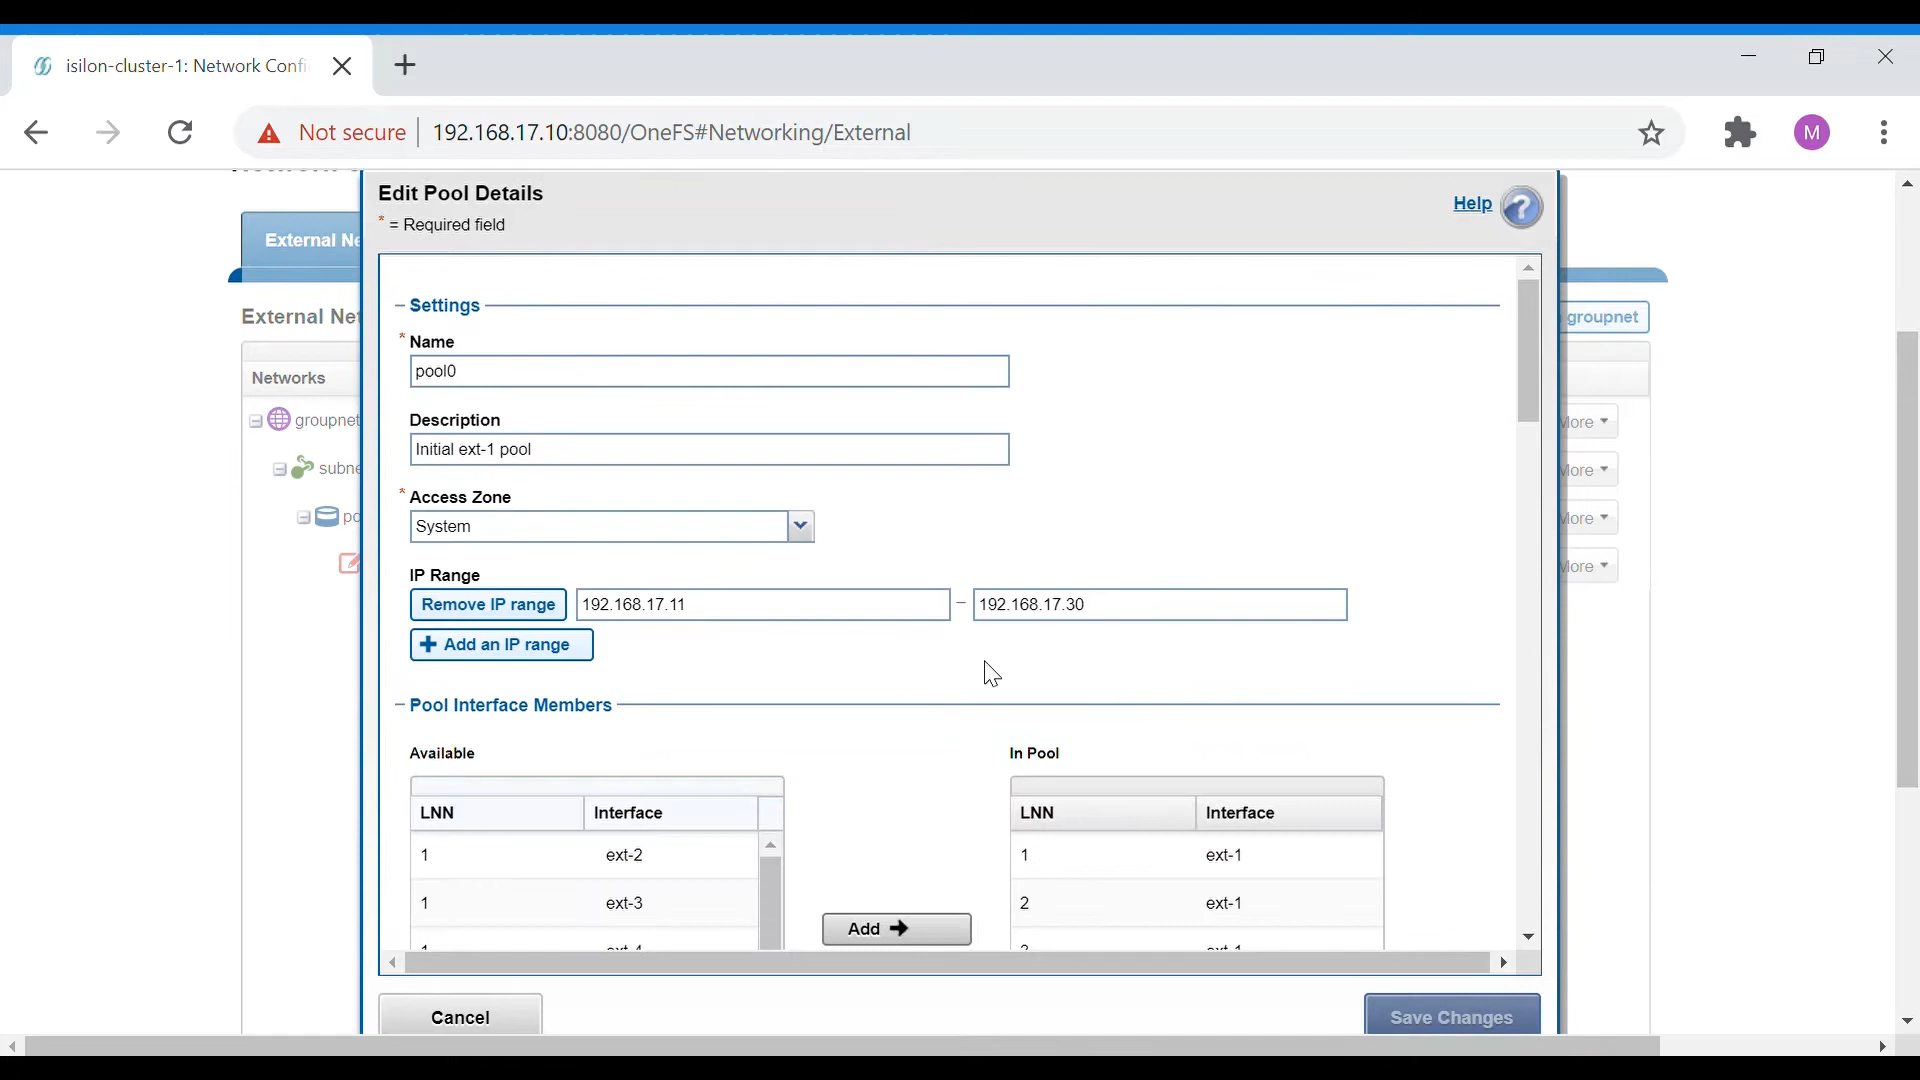 isilon-cluster-1: Network Confi
Not secure
192.168.17.10:8080/OneFS#Networking/External
M
Edit Pool Details
* = Required field
Help
?
External Ne
External Net
groupnet
Networks
groupnet
subne
po
More
More
More
More
Settings
* Name
pool0
Description
Initial ext-1 pool
* Access Zone
System
IP Range
Remove IP range
192.168.17.11
–
192.168.17.30
Add an IP range
Pool Interface Members
Available
In Pool
LNN Interface
LNN Interface
1 ext-2
1 ext-1
1 ext-3
2 ext-1
Add
Cancel
Save Changes